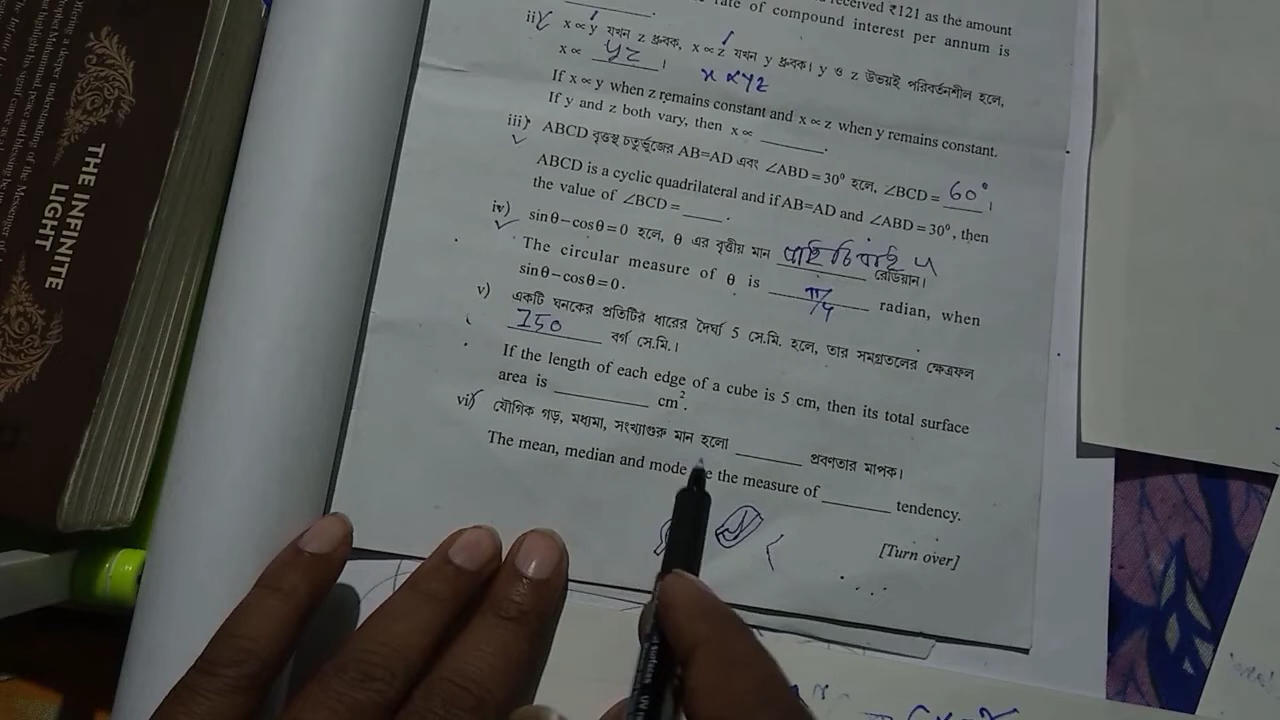 received ₹121 as the amount
rate of compound interest per annum is
ii) x ∝ y যখন z ধ্রুবক, x ∝ z যখন y ধ্রুবক। y ও z উভয়ই পরিবর্তনশীল হলে,
x ∝ yz ।
x ∝ yz
If x ∝ y when z remains constant and x ∝ z when y remains constant.
If y and z both vary, then x ∝ ______.
iii) ABCD বৃত্তস্থ চতুর্ভুজের AB=AD এবং ∠ABD = 30° হলে, ∠BCD = 60° ।
ABCD is a cyclic quadrilateral and if AB=AD and ∠ABD = 30°, then
the value of ∠BCD = ____.
iv) sinθ−cosθ=0 হলে, θ এর বৃত্তীয় মান পাই বাই ৪ রেডিয়ান।
The circular measure of θ is π/4 radian, when
sinθ−cosθ=0.
v) একটি ঘনকের প্রতিটির ধারের দৈর্ঘ্য 5 সে.মি. হলে, তার সমগ্রতলের ক্ষেত্রফল
150 বর্গ সে.মি.।
If the length of each edge of a cube is 5 cm, then its total surface
area is ________ cm².
vi) যৌগিক গড়, মধ্যমা, সংখ্যাগুরু মান হলো ______ প্রবণতার মাপক।
The mean, median and mode the measure of ______ tendency.
[Turn over]
THE INFINITE
LIGHT